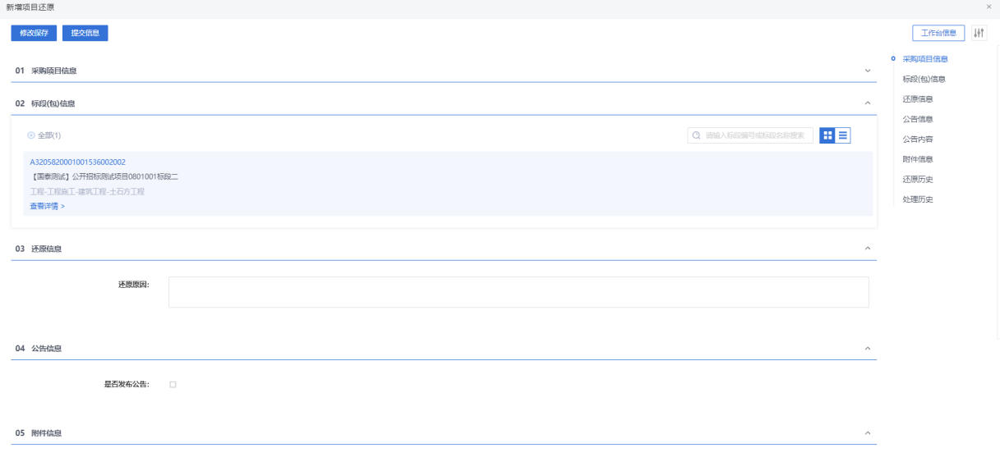 新增项目还原
修改保存
提交信息
工作台信息
01 采购项目信息
02 标段(包)信息
全部(1)
请输入标段编号或标段名称搜索
A3205820001001536002002
【国泰测试】公开招标测试项目0801001标段二
工程-工程施工-建筑工程-土石方工程
查看详情 >
03 还原信息
还原原因:
04 公告信息
是否发布公告:
05 附件信息
采购项目信息
标段(包)信息
还原信息
公告信息
公告内容
附件信息
还原历史
处理历史